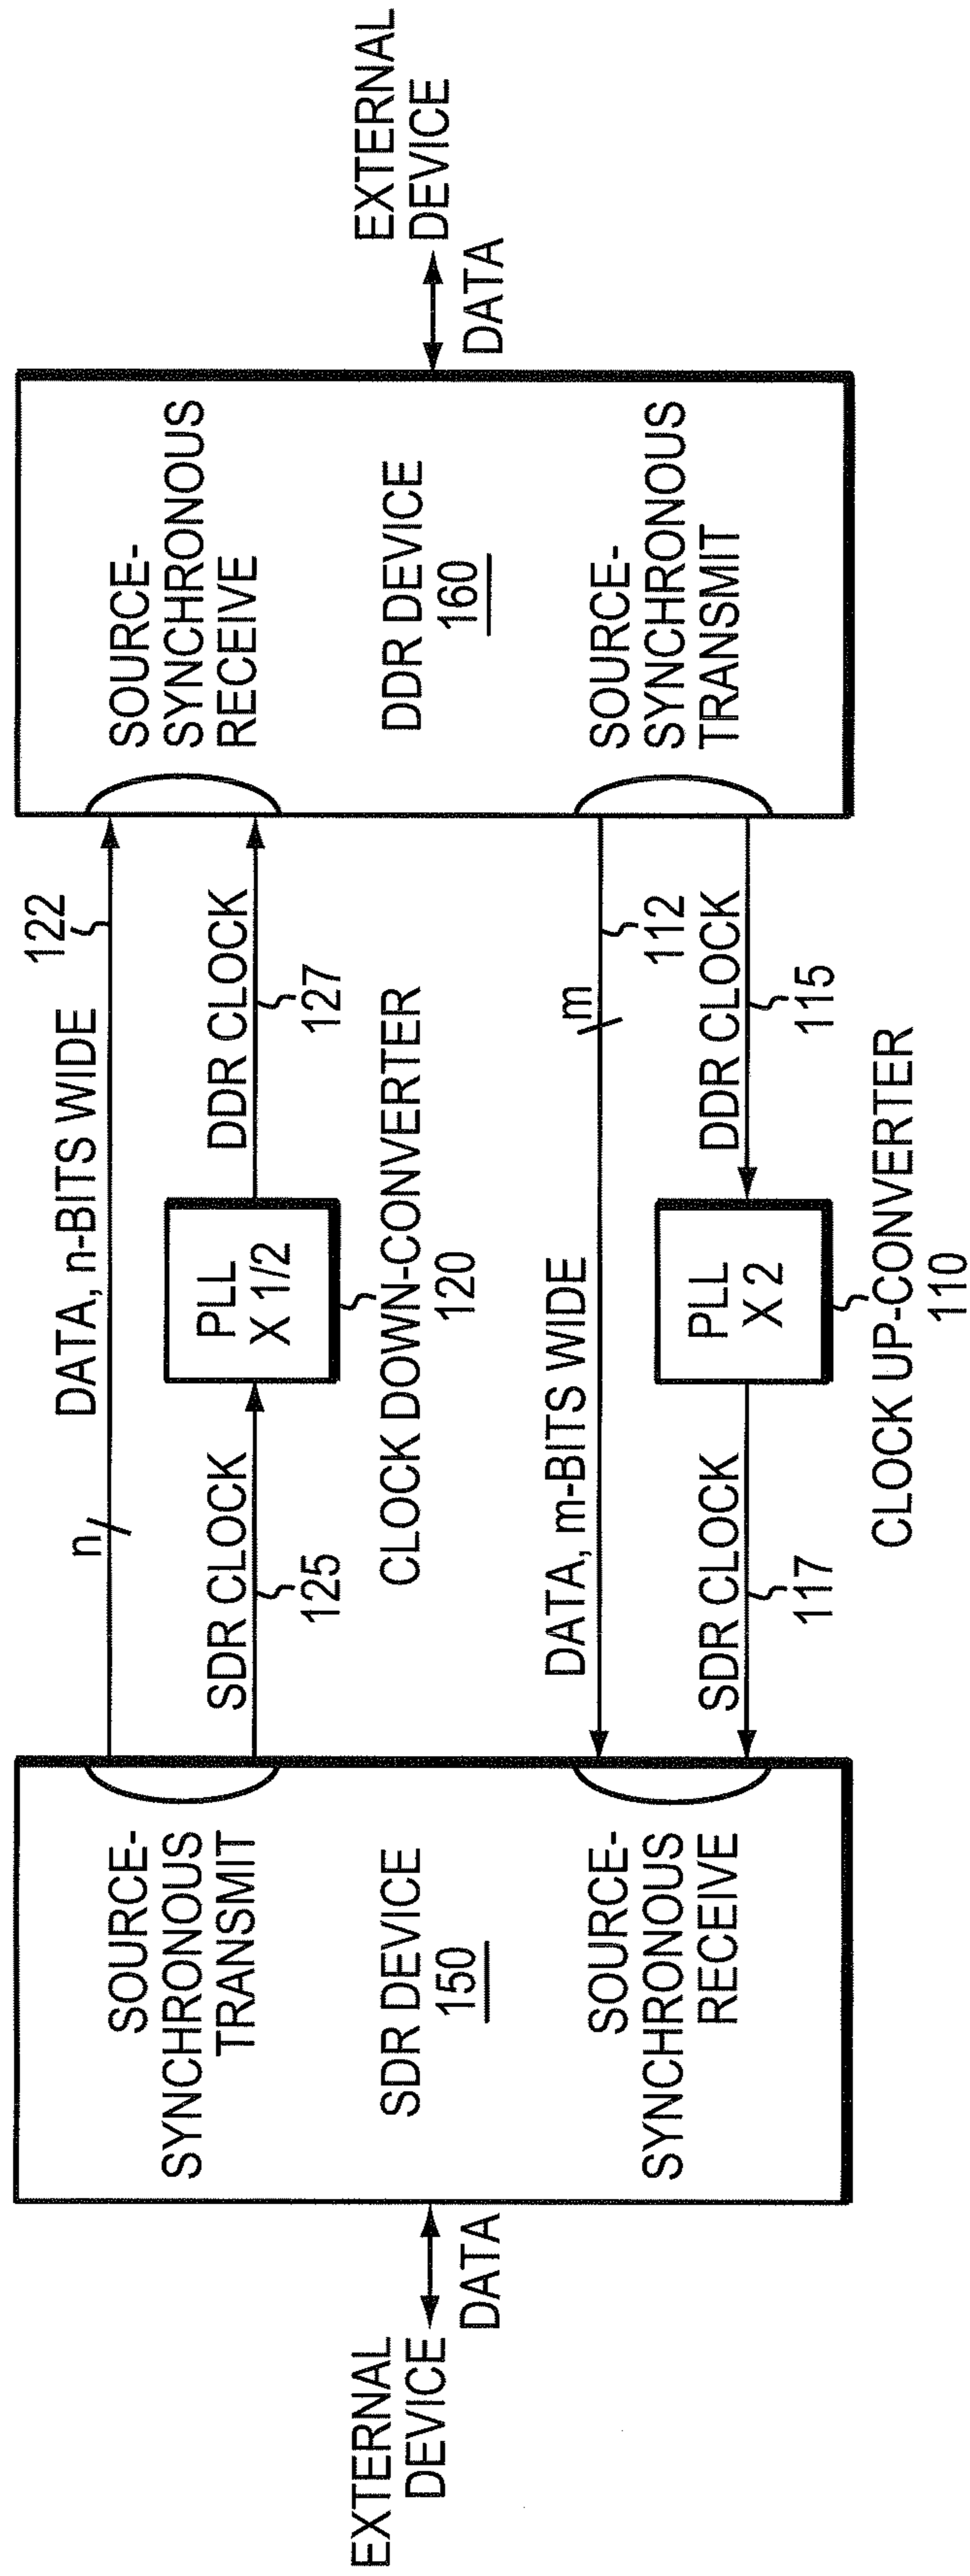 EXTERNAL
DEVICE
DATA
SOURCE-
SYNCHRONOUS
TRANSMIT
SDR DEVICE
150
SOURCE-
SYNCHRONOUS
RECEIVE
n
DATA, n-BITS WIDE
122
SDR CLOCK
125
PLL
X 1/2
DDR CLOCK
127
CLOCK DOWN-CONVERTER
120
DATA, m-BITS WIDE
m
112
SDR CLOCK
117
PLL
X 2
DDR CLOCK
115
CLOCK UP-CONVERTER
110
SOURCE-
SYNCHRONOUS
RECEIVE
DDR DEVICE
160
SOURCE-
SYNCHRONOUS
TRANSMIT
EXTERNAL
DEVICE
DATA